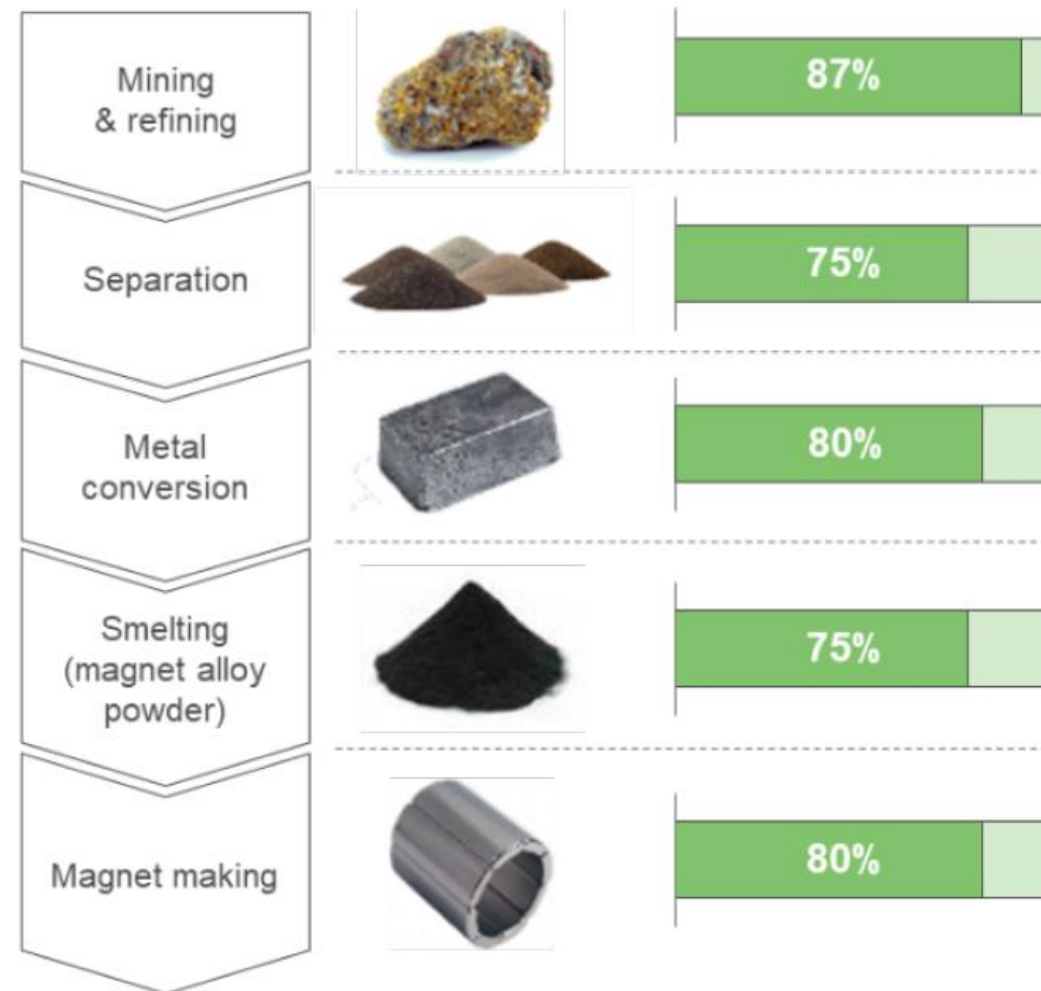 Mining
& refining
87%
Separation
75%
Metal
conversion
80%
Smelting
(magnet alloy
powder)
75%
Magnet making
80%